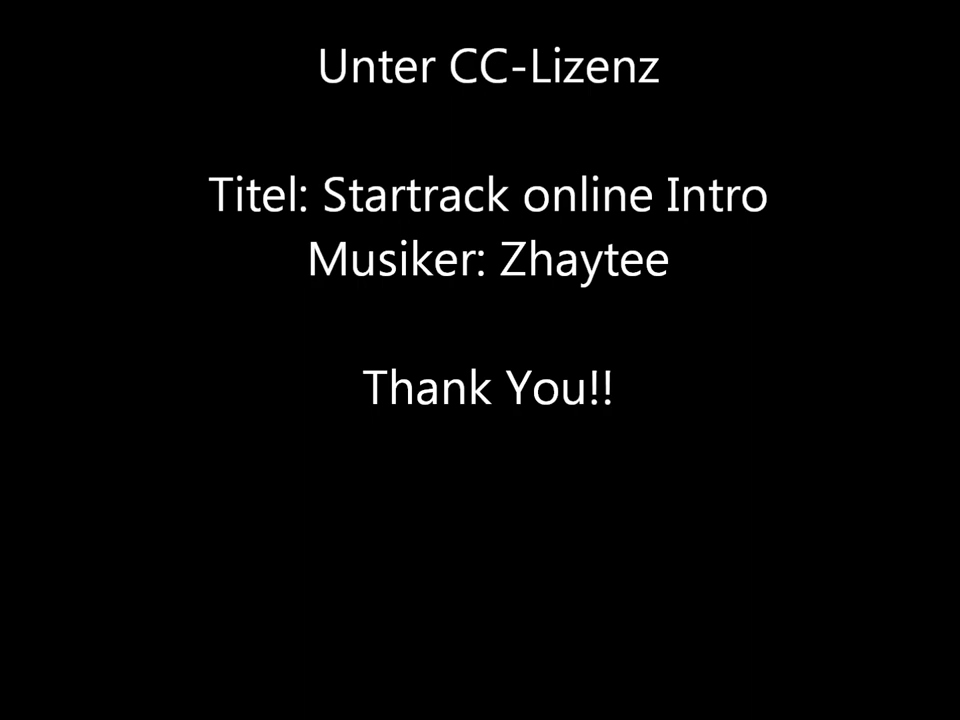 Unter CC-Lizenz
Titel: Startrack online Intro
Musiker: Zhaytee
Thank You!!